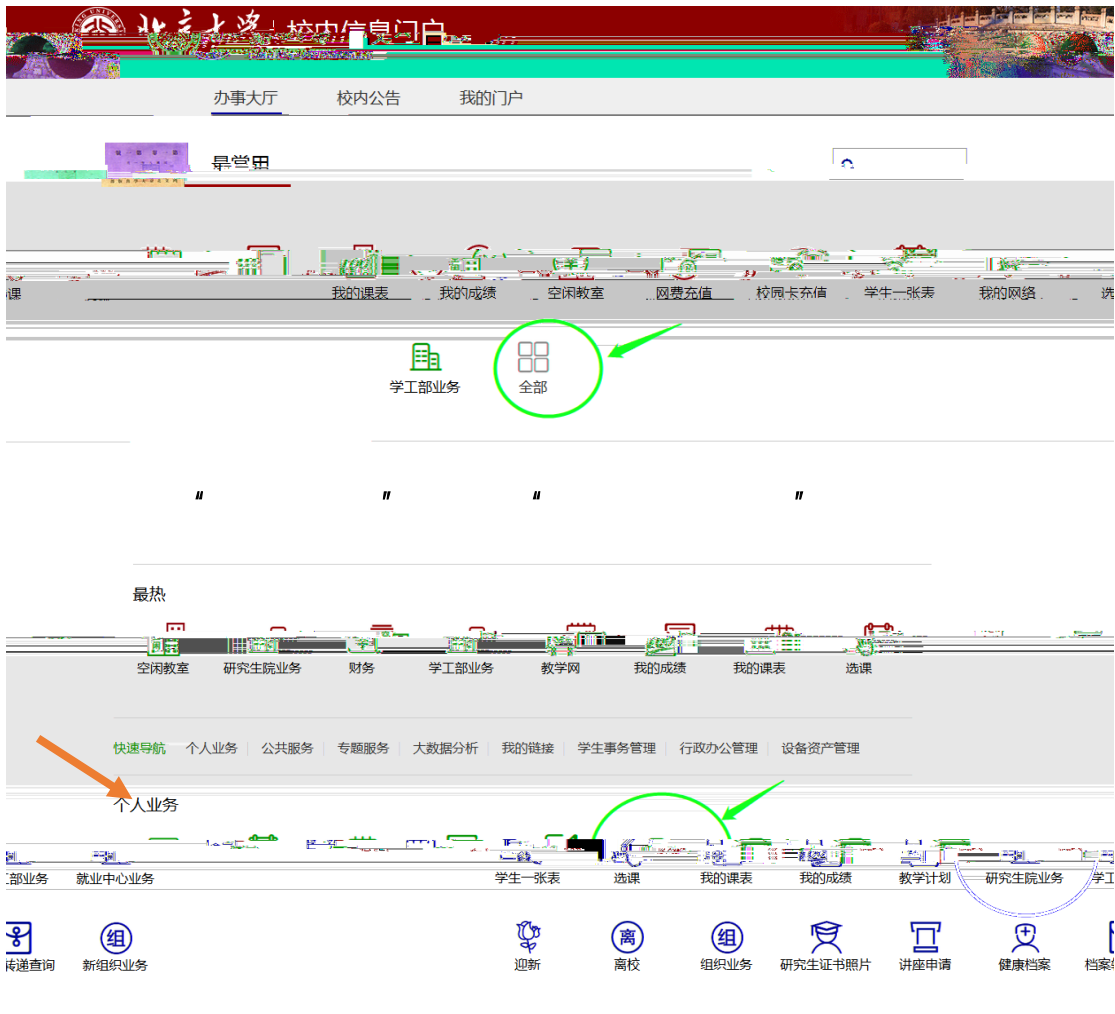 北京大学 校内信息门户
办事大厅 校内公告 我的门户
最常用
我的课表 我的成绩 空闲教室 网费充值 校园卡充值 学生一张表 我的网络
学工部业务 全部
" " " "
最热
空闲教室 研究生院业务 财务 学工部业务 教学网 我的成绩 我的课表 选课
快速导航 个人业务 公共服务 专题服务 大数据分析 我的链接 学生事务管理 行政办公管理 设备资产管理
个人业务
部业务 就业中心业务 学生一张表 选课 我的课表 我的成绩 教学计划 研究生院业务
组 离 组
递查询 新组织业务 迎新 离校 组织业务 研究生证书照片 讲座申请 健康档案 档案